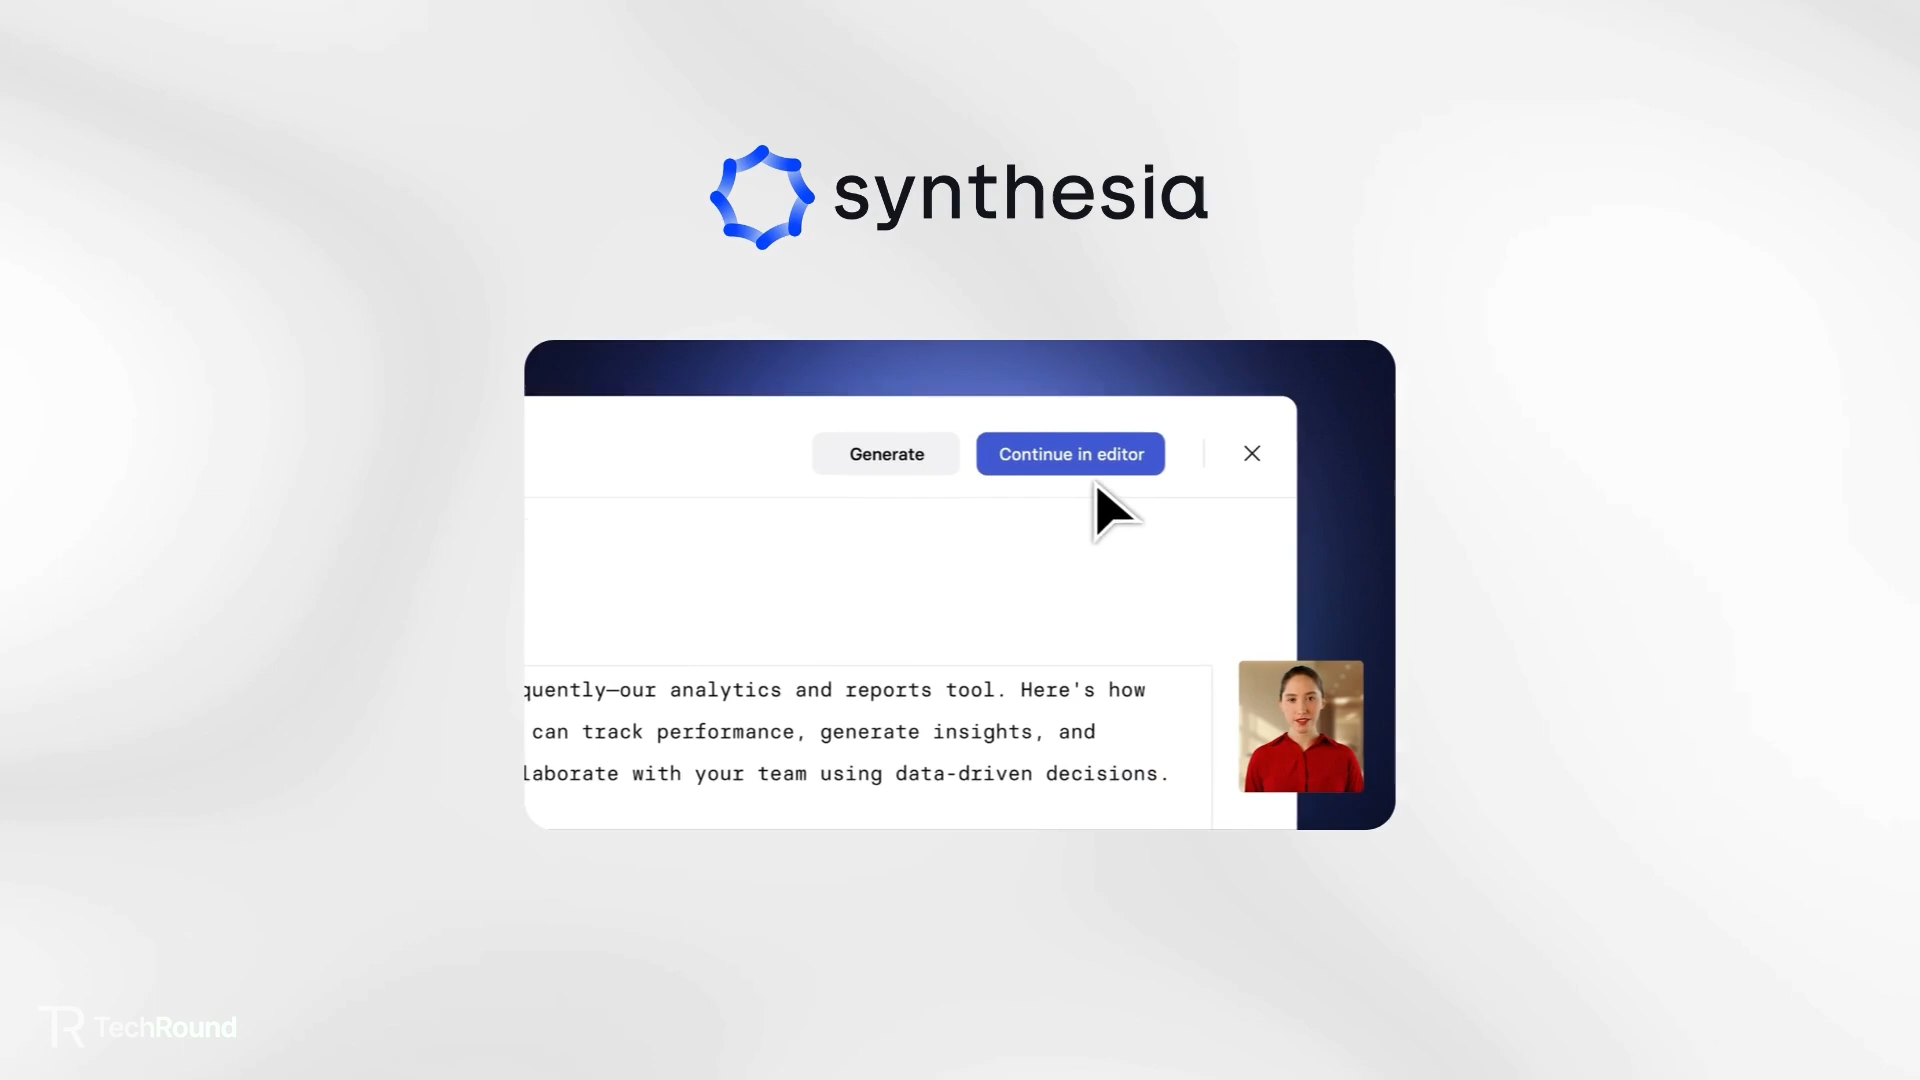 synthesia
Generate
Continue in editor
quently—our analytics and reports tool. Here's how
can track performance, generate insights, and
laborate with your team using data-driven decisions.
TR TechRound